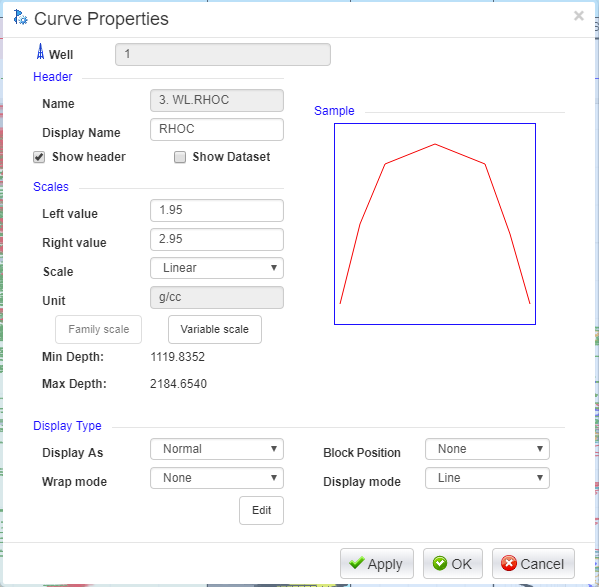 Curve Properties
Well 1
Header
Name 3. WL.RHOC
Display Name RHOC
Show header Show Dataset
Sample
Scales
Left value 1.95
Right value 2.95
Scale Linear
Unit g/cc
Family scale Variable scale
Min Depth: 1119.8352
Max Depth: 2184.6540
Display Type
Display As Normal Block Position None
Wrap mode None Display mode Line
Edit
Apply OK Cancel